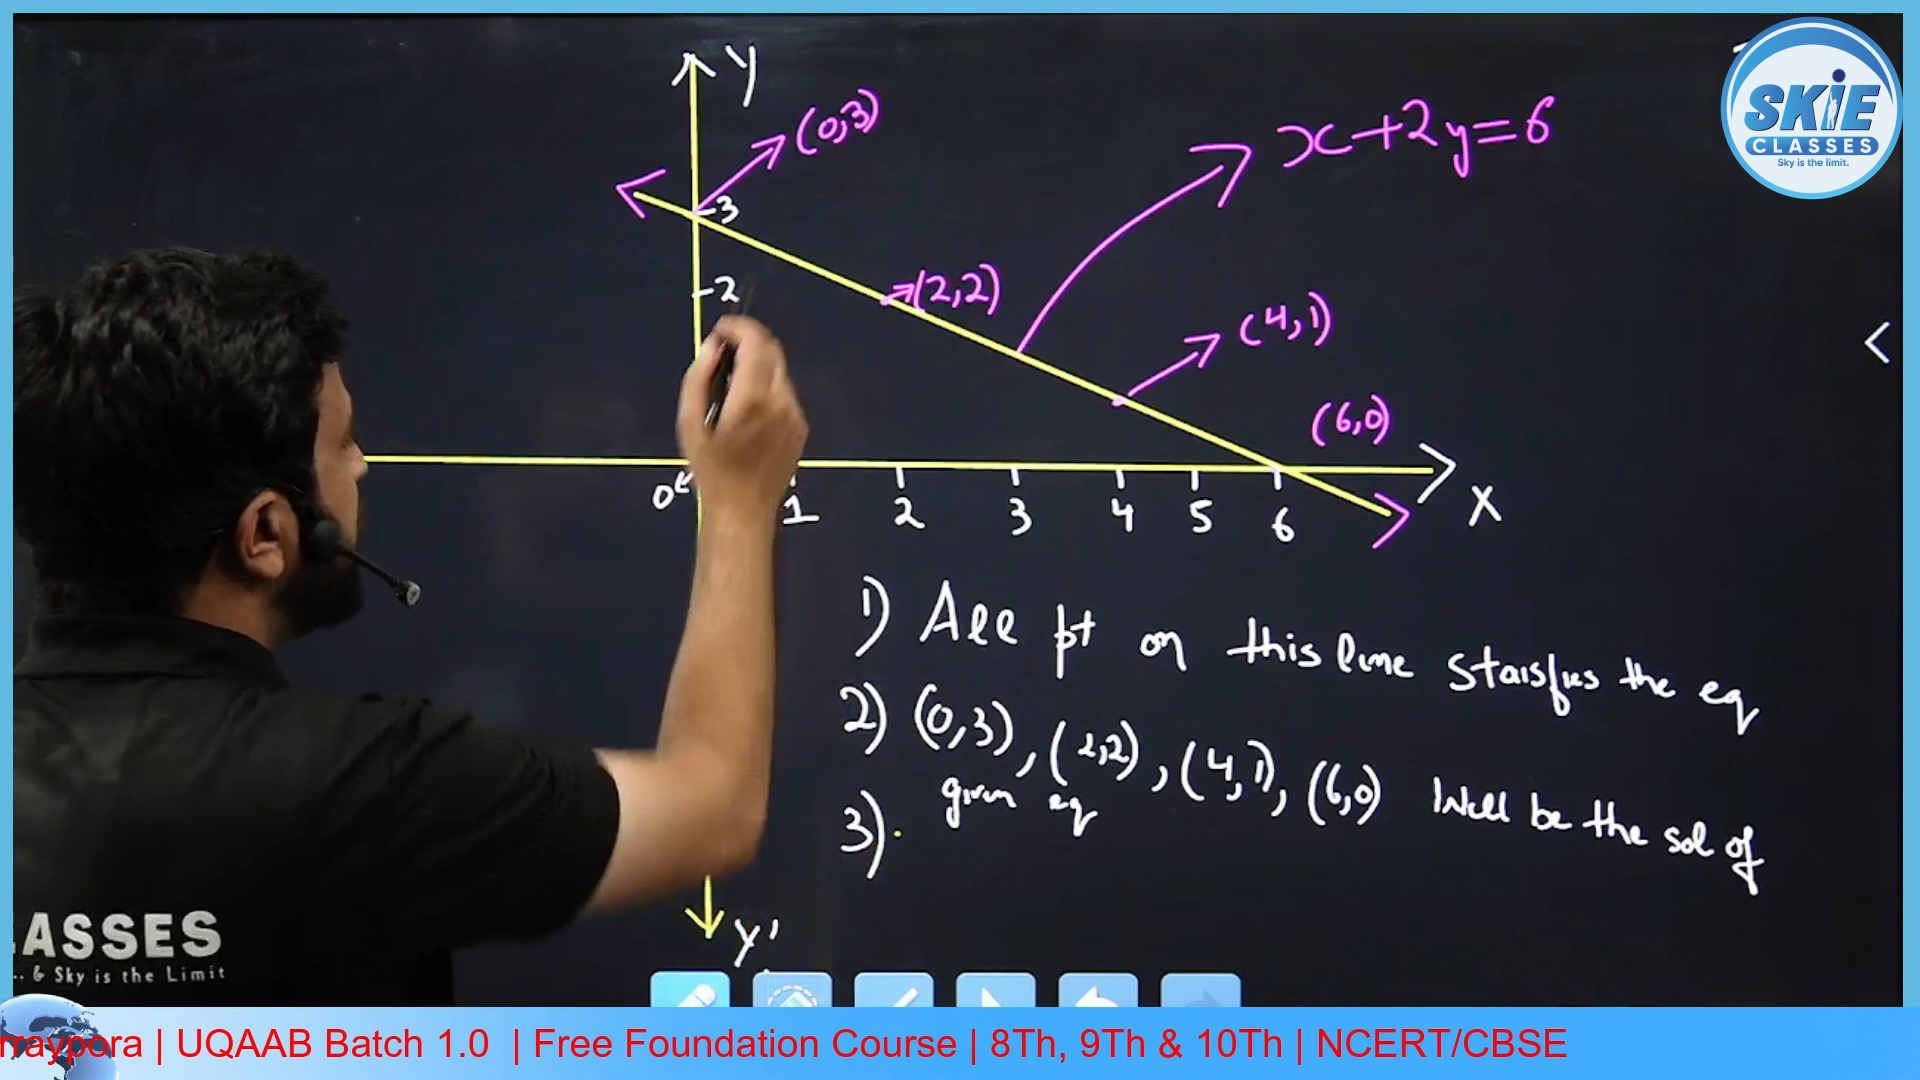 Y
(0,3)
x+2y=6
SKIE
CLASSES
Sky is the limit.
3
2
(2,2)
(4,1)
<
(6,0)
0
1 2 3 4 5 6
X
1) All pt on this line Staisfies the eq
2) (0,3), (2,2), (4,1), (6,0) Will be the sol of
given eq
3).
Y'
LASSES
.. & Sky is the Limit
rraypora | UQAAB Batch 1.0 | Free Foundation Course | 8Th, 9Th & 10Th | NCERT/CBSE